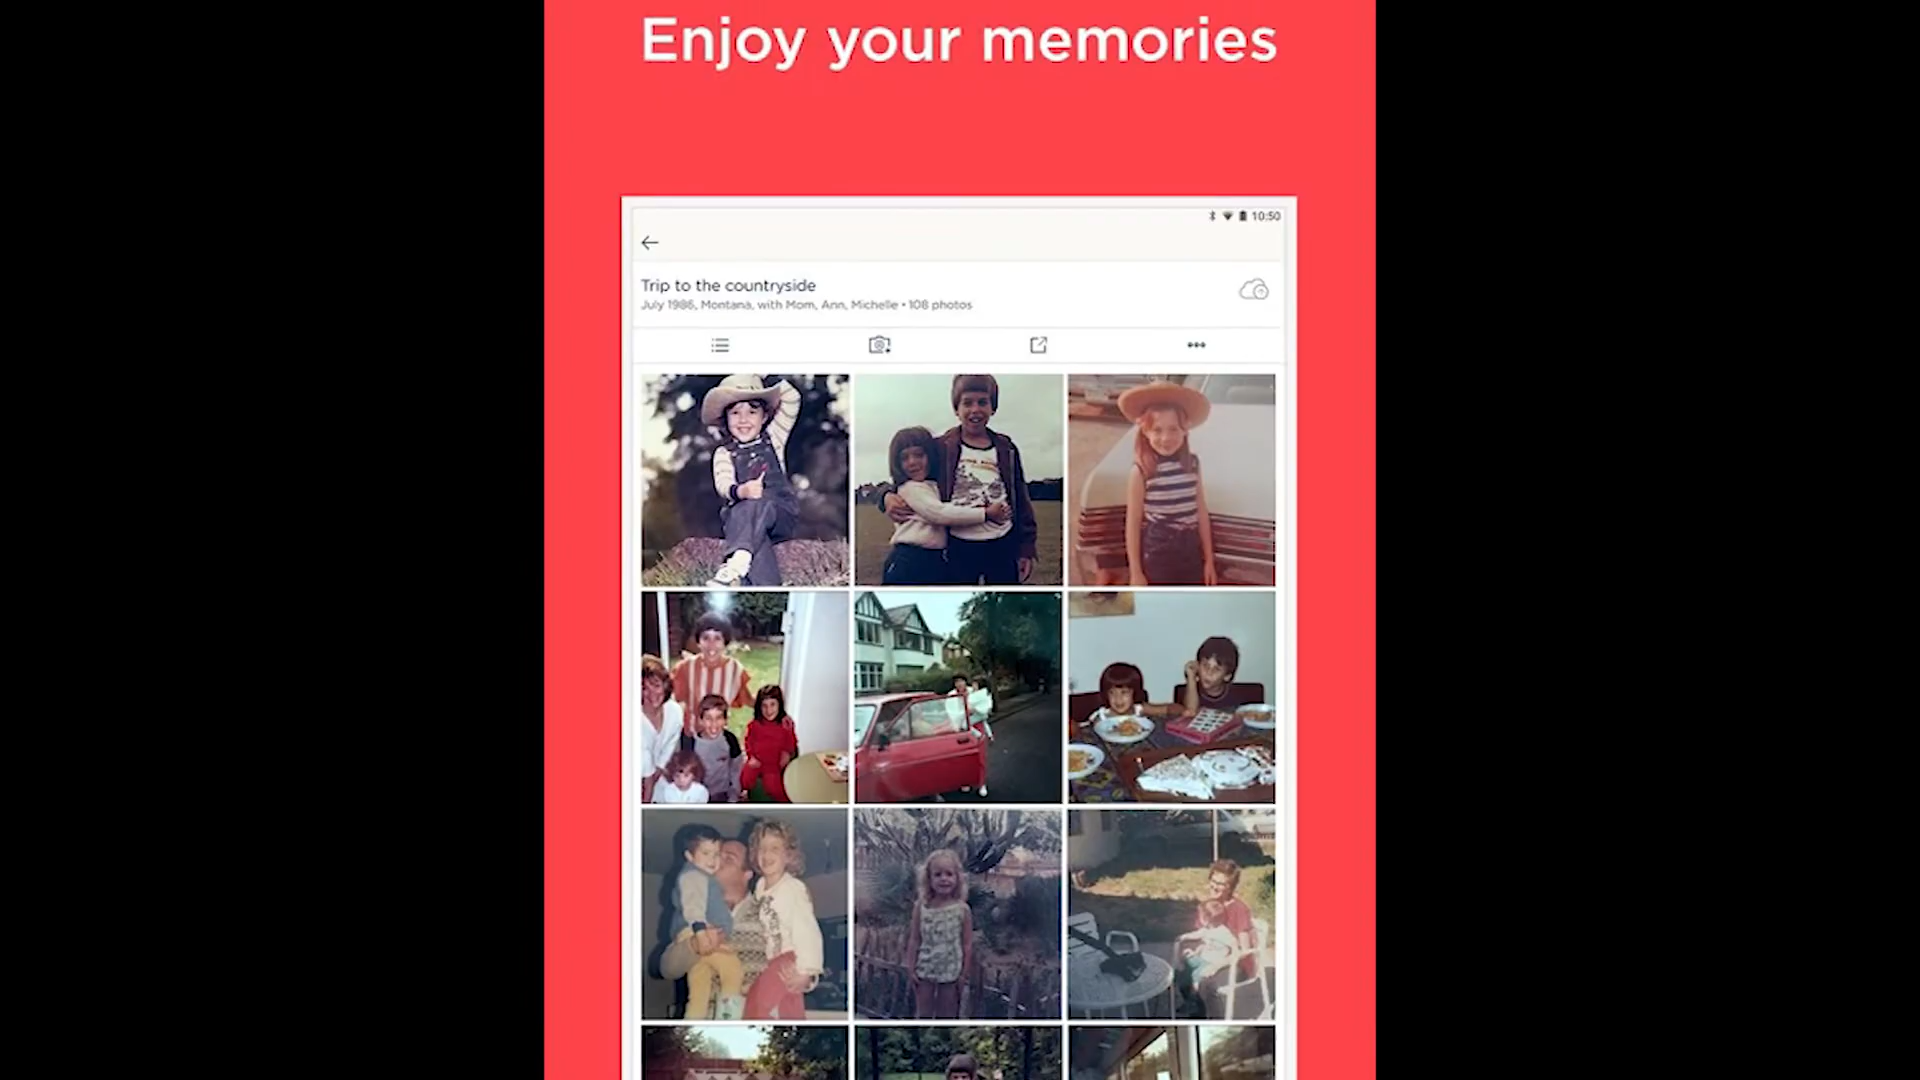 Enjoy your memories
10:50
Trip to the countryside
July 1986, Montana, with Mom, Ann, Michelle • 108 photos